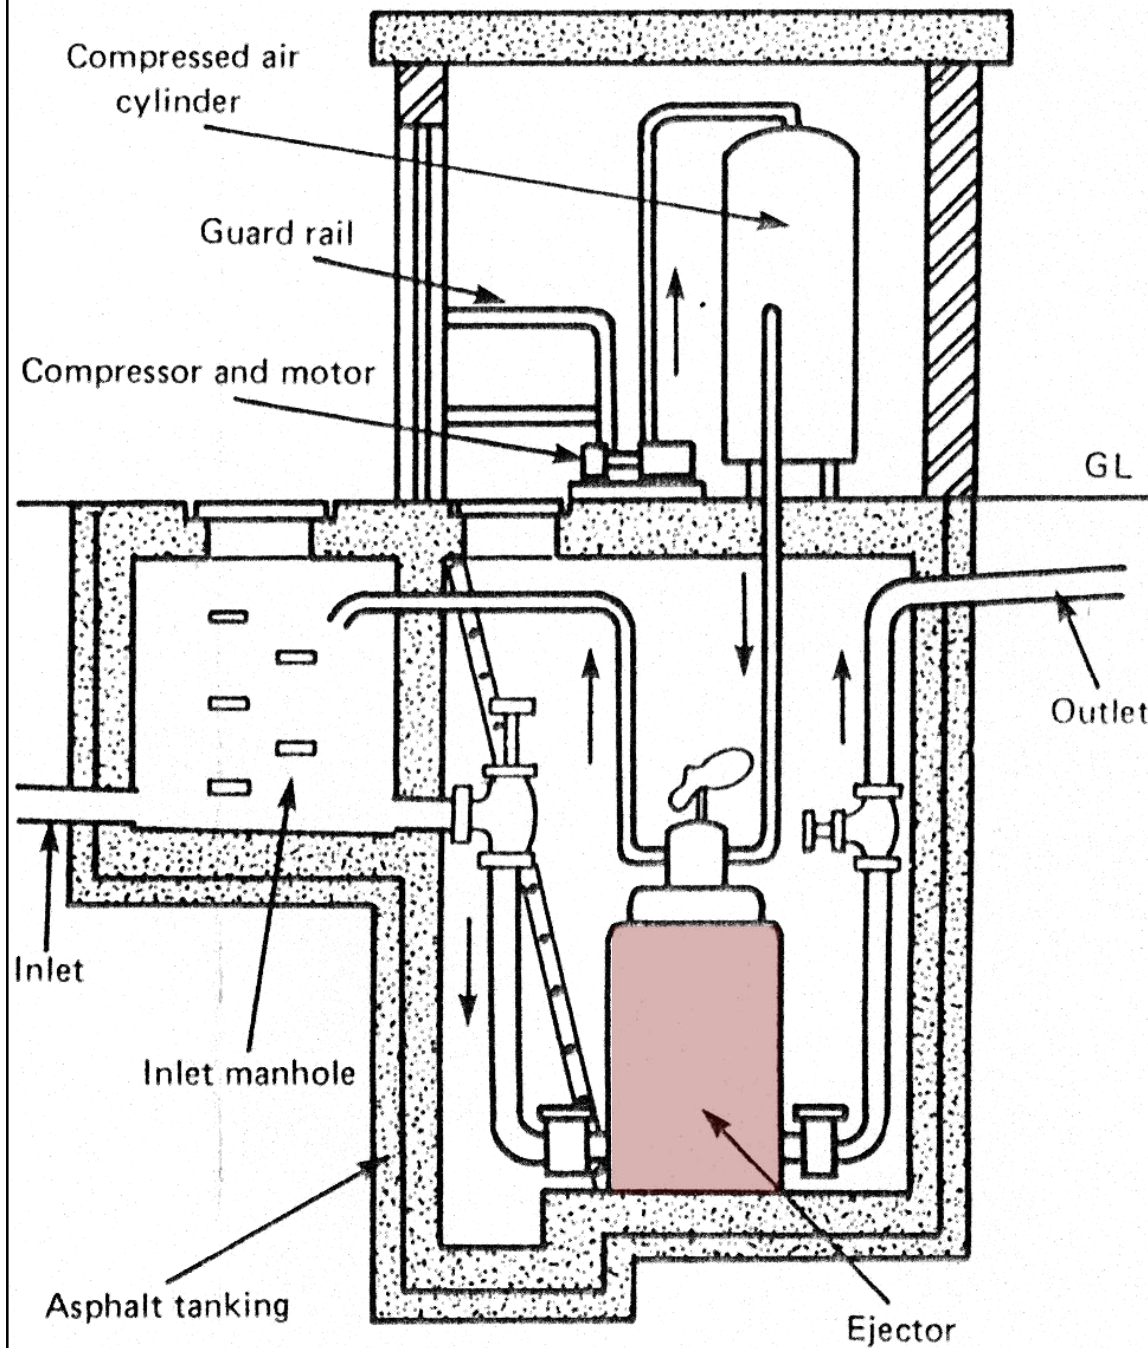 Compressed air
cylinder
Guard rail
Compressor and motor
GL
Outlet
Inlet
Inlet manhole
Asphalt tanking
Ejector